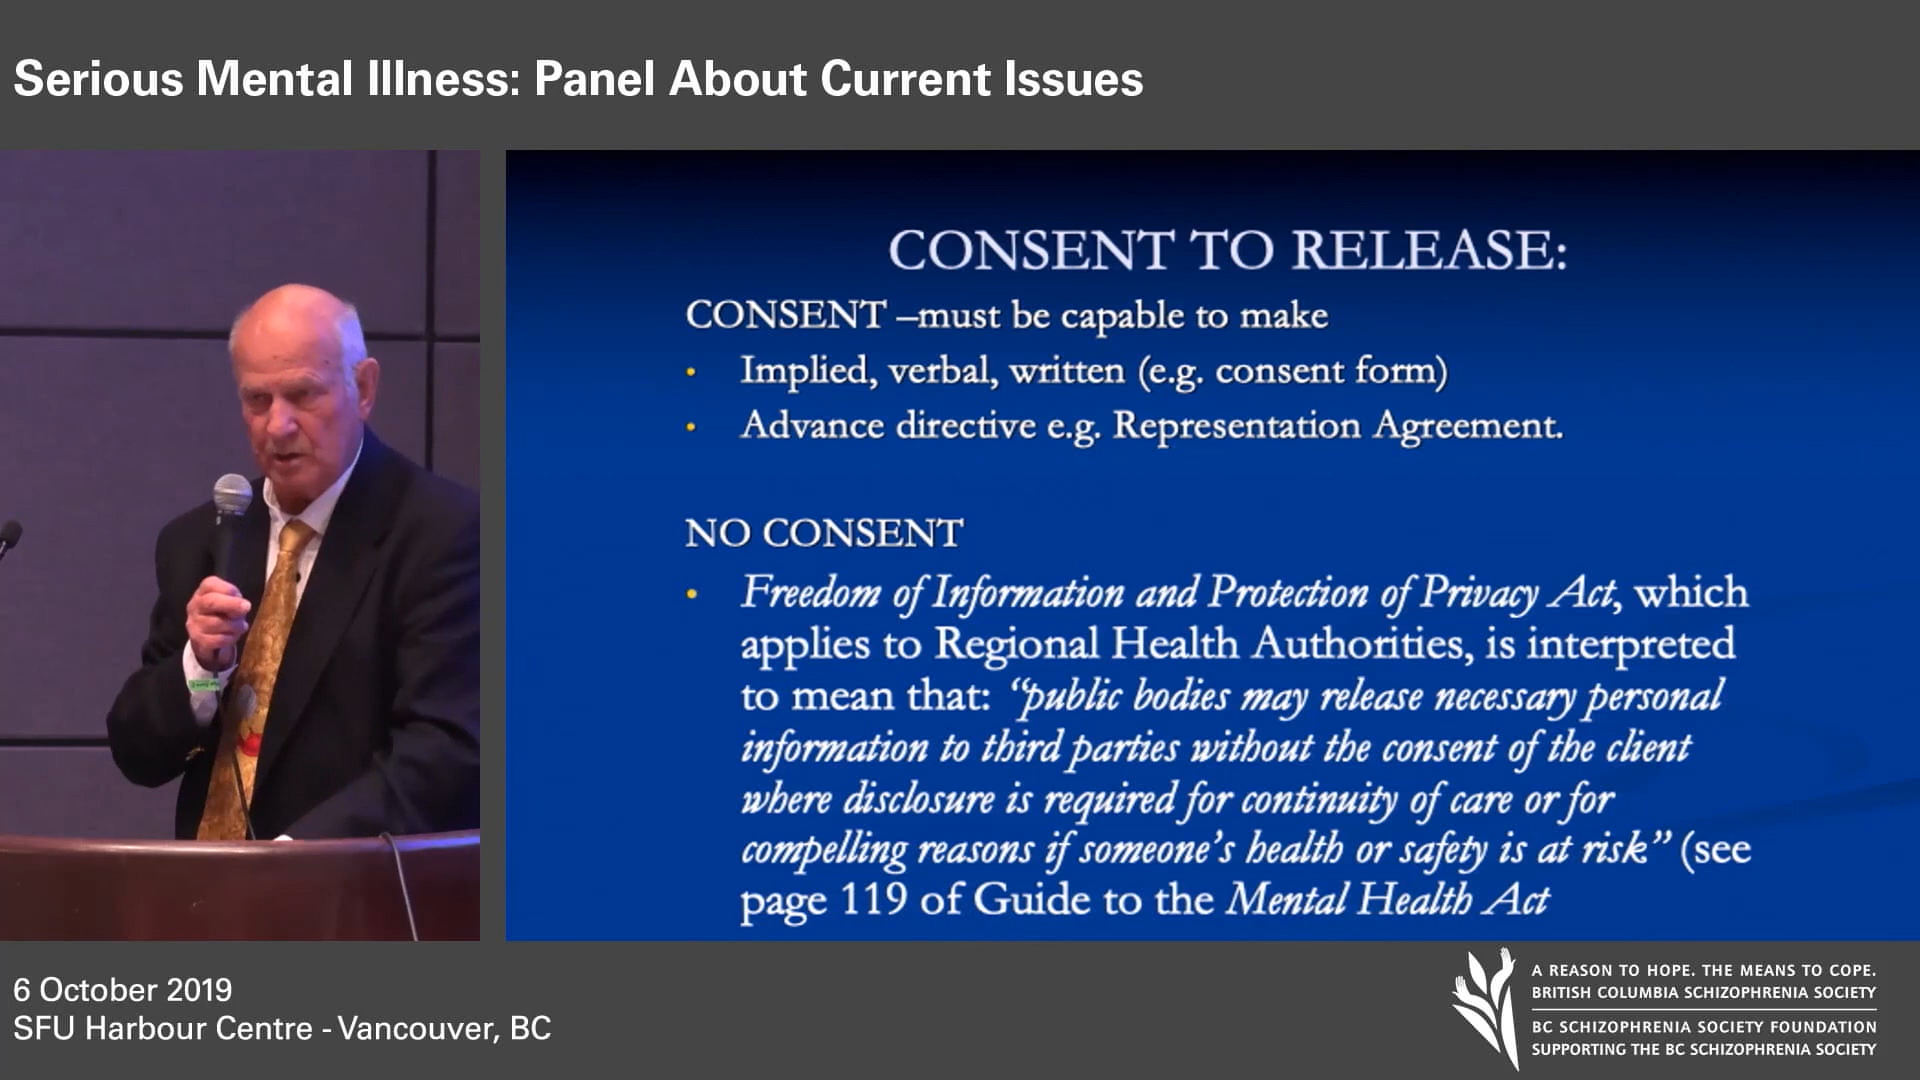 Serious Mental Illness: Panel About Current Issues
CONSENT TO RELEASE:
CONSENT –must be capable to make
• Implied, verbal, written (e.g. consent form)
• Advance directive e.g. Representation Agreement.
NO CONSENT
• Freedom of Information and Protection of Privacy Act, which
applies to Regional Health Authorities, is interpreted
to mean that: “public bodies may release necessary personal
information to third parties without the consent of the client
where disclosure is required for continuity of care or for
compelling reasons if someone’s health or safety is at risk” (see
page 119 of Guide to the Mental Health Act
6 October 2019
SFU Harbour Centre - Vancouver, BC
A REASON TO HOPE. THE MEANS TO COPE.
BRITISH COLUMBIA SCHIZOPHRENIA SOCIETY
BC SCHIZOPHRENIA SOCIETY FOUNDATION
SUPPORTING THE BC SCHIZOPHRENIA SOCIETY